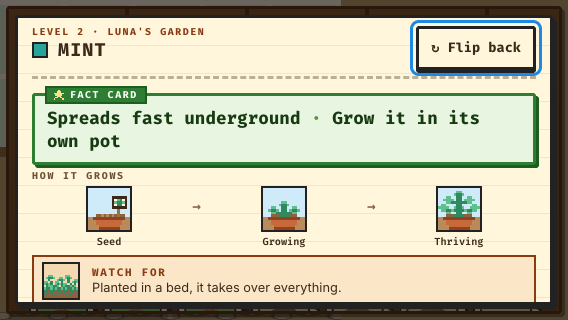 LEVEL 2 · LUNA'S GARDEN
MINT
↻ Flip back
FACT CARD
Spreads fast underground · Grow it in its
own pot
HOW IT GROWS
→ →
Seed Growing Thriving
WATCH FOR
Planted in a bed, it takes over everything.